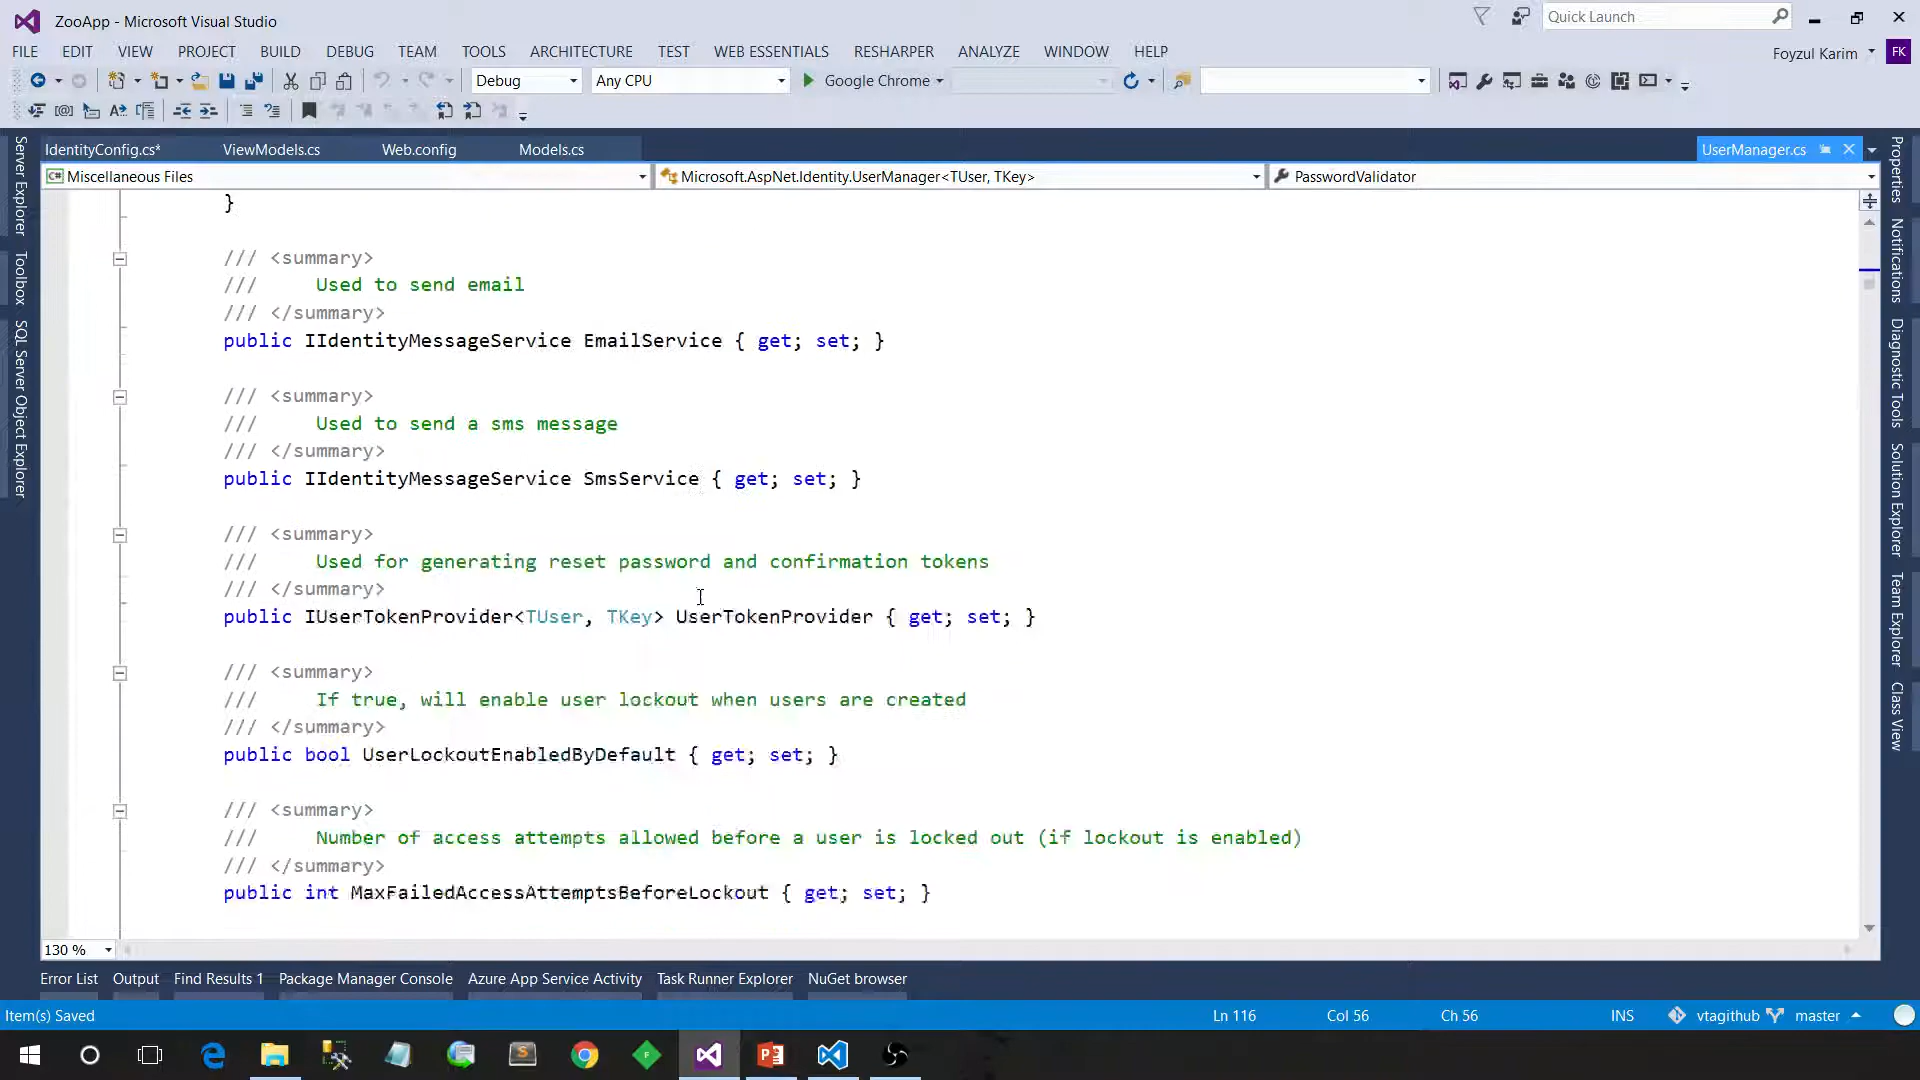 ZooApp - Microsoft Visual Studio
Quick Launch
FILE EDIT VIEW PROJECT BUILD DEBUG TEAM TOOLS ARCHITECTURE TEST WEB ESSENTIALS RESHARPER ANALYZE WINDOW HELP
Foyzul Karim FK
Debug Any CPU Google Chrome
IdentityConfig.cs* ViewModels.cs Web.config Models.cs UserManager.cs
Miscellaneous Files Microsoft.AspNet.Identity.UserManager<TUser, TKey> PasswordValidator
}
/// <summary>
/// Used to send email
/// </summary>
public IIdentityMessageService EmailService { get; set; }
/// <summary>
/// Used to send a sms message
/// </summary>
public IIdentityMessageService SmsService { get; set; }
/// <summary>
/// Used for generating reset password and confirmation tokens
/// </summary>
public IUserTokenProvider<TUser, TKey> UserTokenProvider { get; set; }
/// <summary>
/// If true, will enable user lockout when users are created
/// </summary>
public bool UserLockoutEnabledByDefault { get; set; }
/// <summary>
/// Number of access attempts allowed before a user is locked out (if lockout is enabled)
/// </summary>
public int MaxFailedAccessAttemptsBeforeLockout { get; set; }
Server Explorer
Toolbox
SQL Server Object Explorer
Properties
Notifications
Diagnostic Tools
Solution Explorer
Team Explorer
Class View
130 %
Error List Output Find Results 1 Package Manager Console Azure App Service Activity Task Runner Explorer NuGet browser
Item(s) Saved Ln 116 Col 56 Ch 56 INS vtagithub master